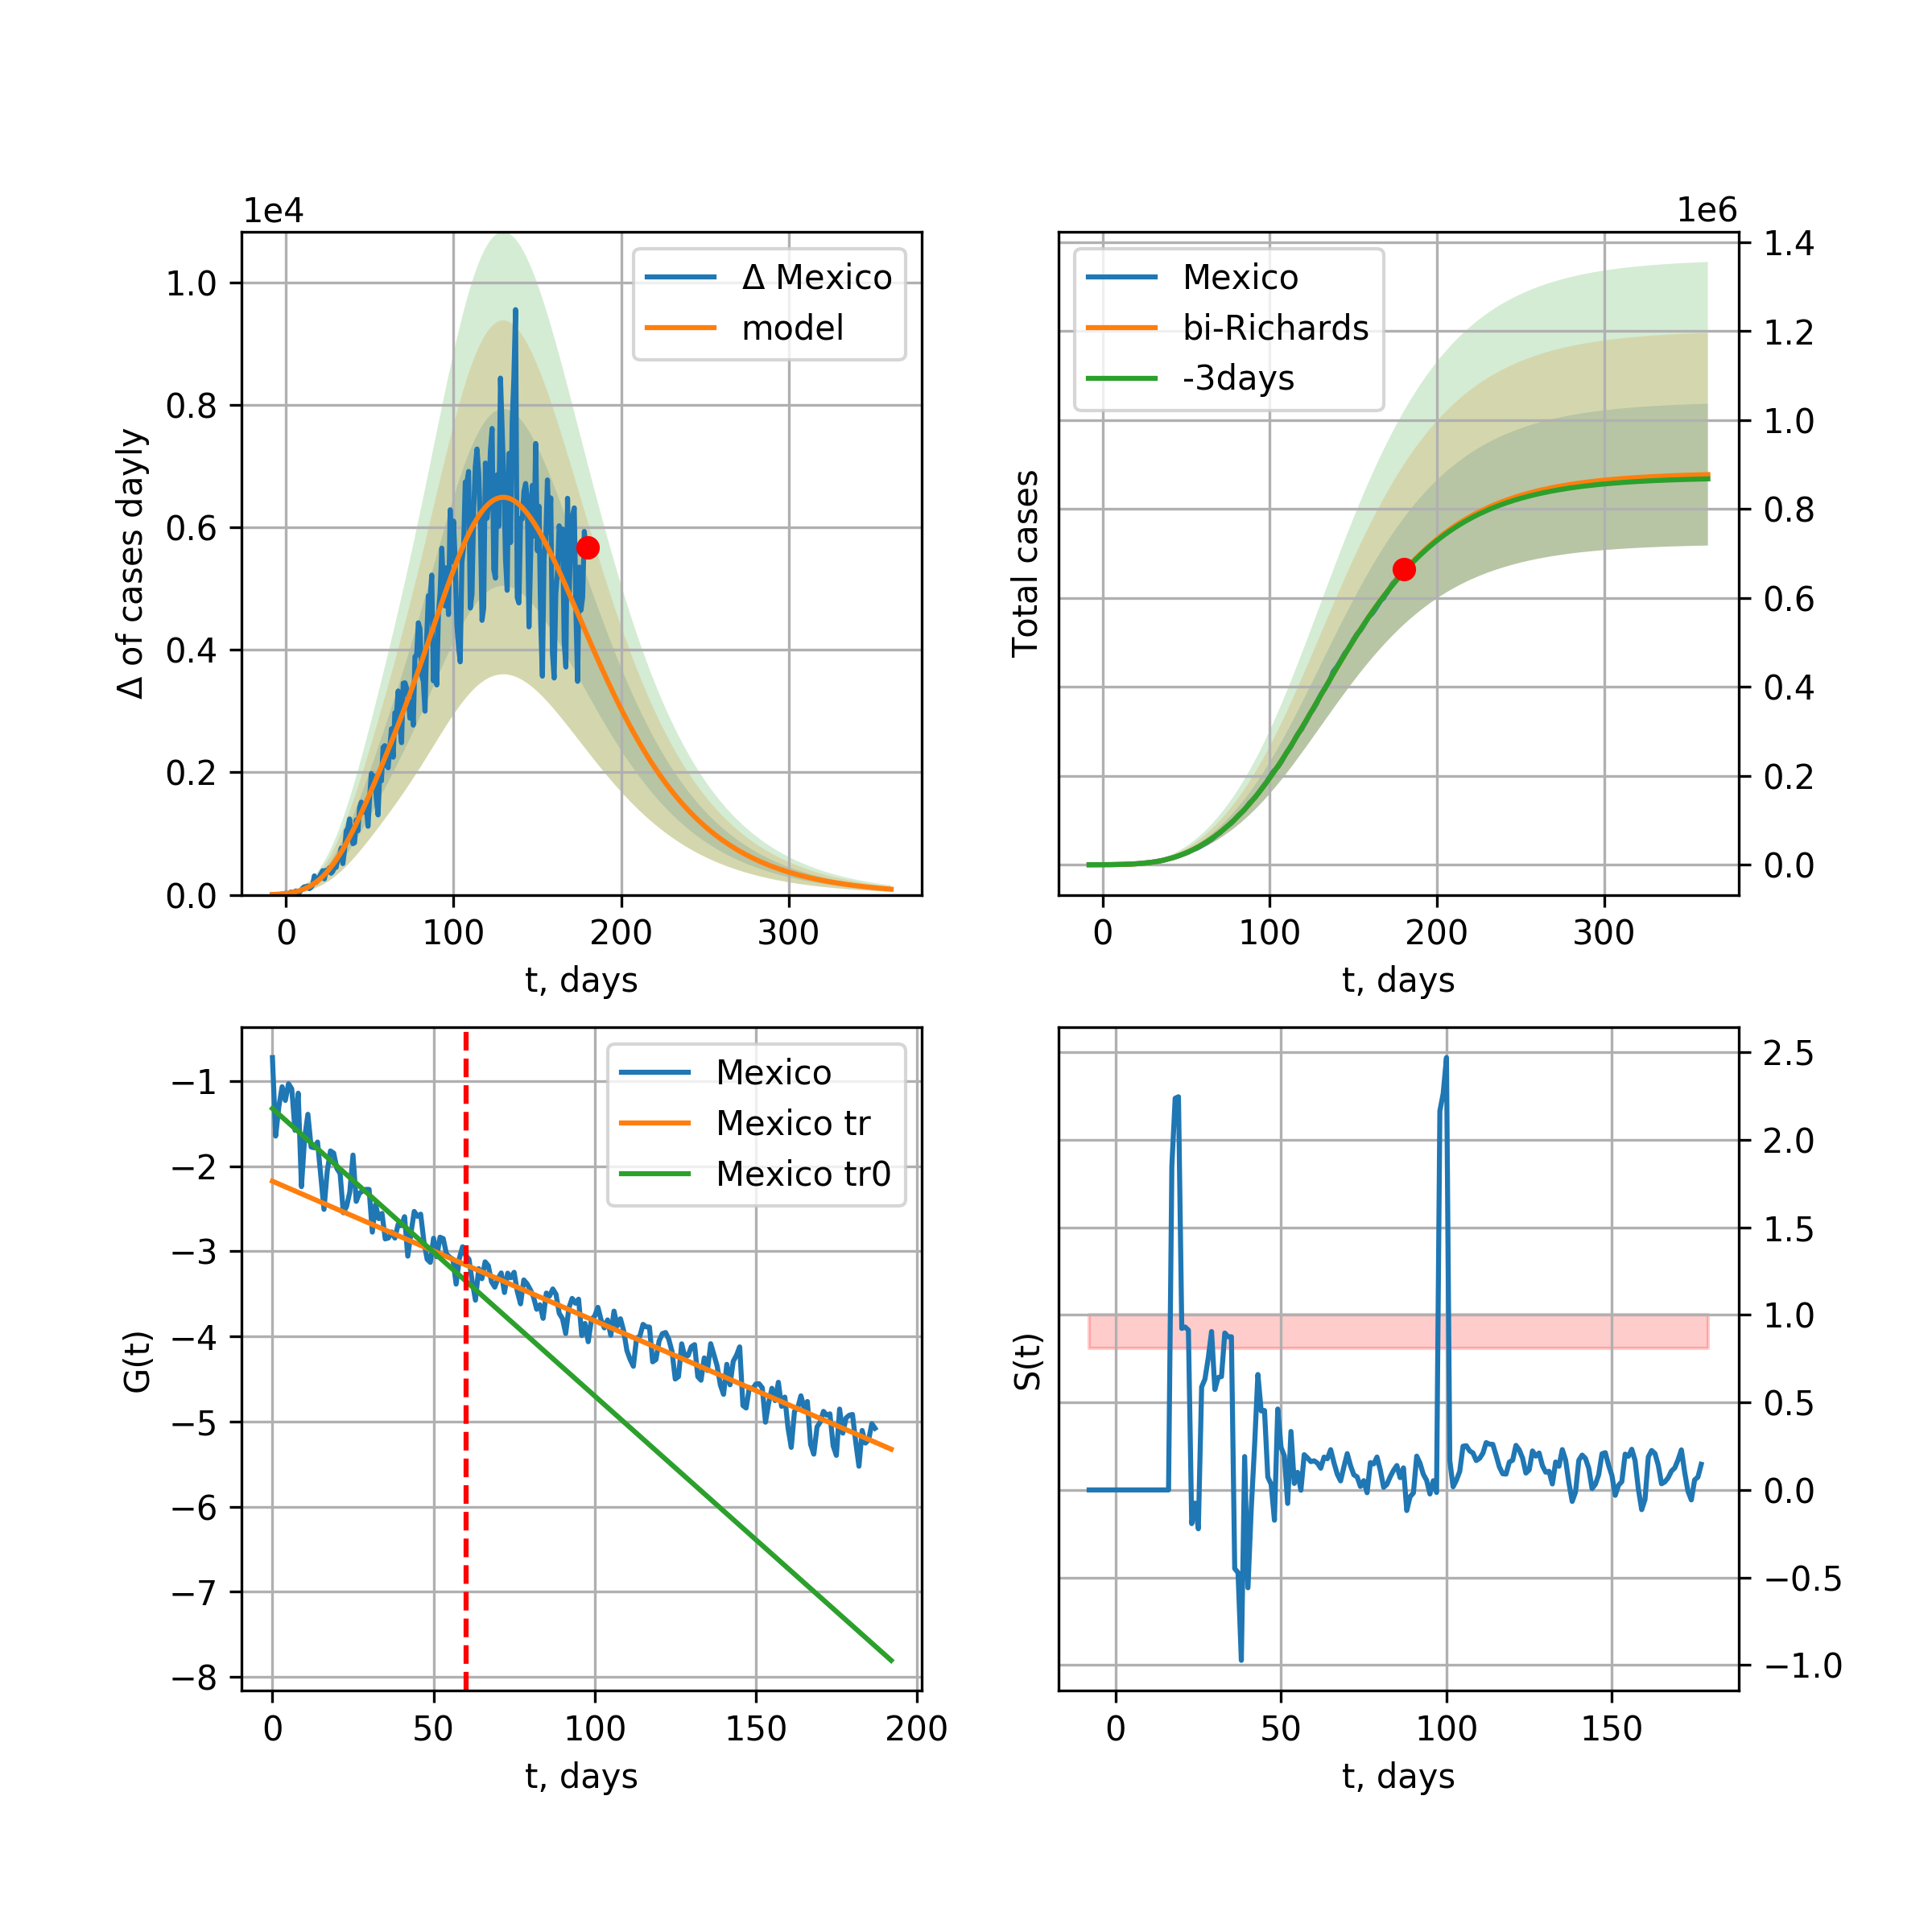 1e4
Δ of cases dayly
1.0
0.8
0.6
0.4
0.2
0.0
0 100 200 300
t, days
Δ Mexico
model
1e6
Total cases
1.4
1.2
1.0
0.8
0.6
0.4
0.2
0.0
0 100 200 300
t, days
Mexico
bi-Richards
-3days
G(t)
−1
−2
−3
−4
−5
−6
−7
−8
0 50 100 150 200
t, days
Mexico
Mexico tr
Mexico tr0
S(t)
2.5
2.0
1.5
1.0
0.5
0.0
−0.5
−1.0
0 50 100 150
t, days